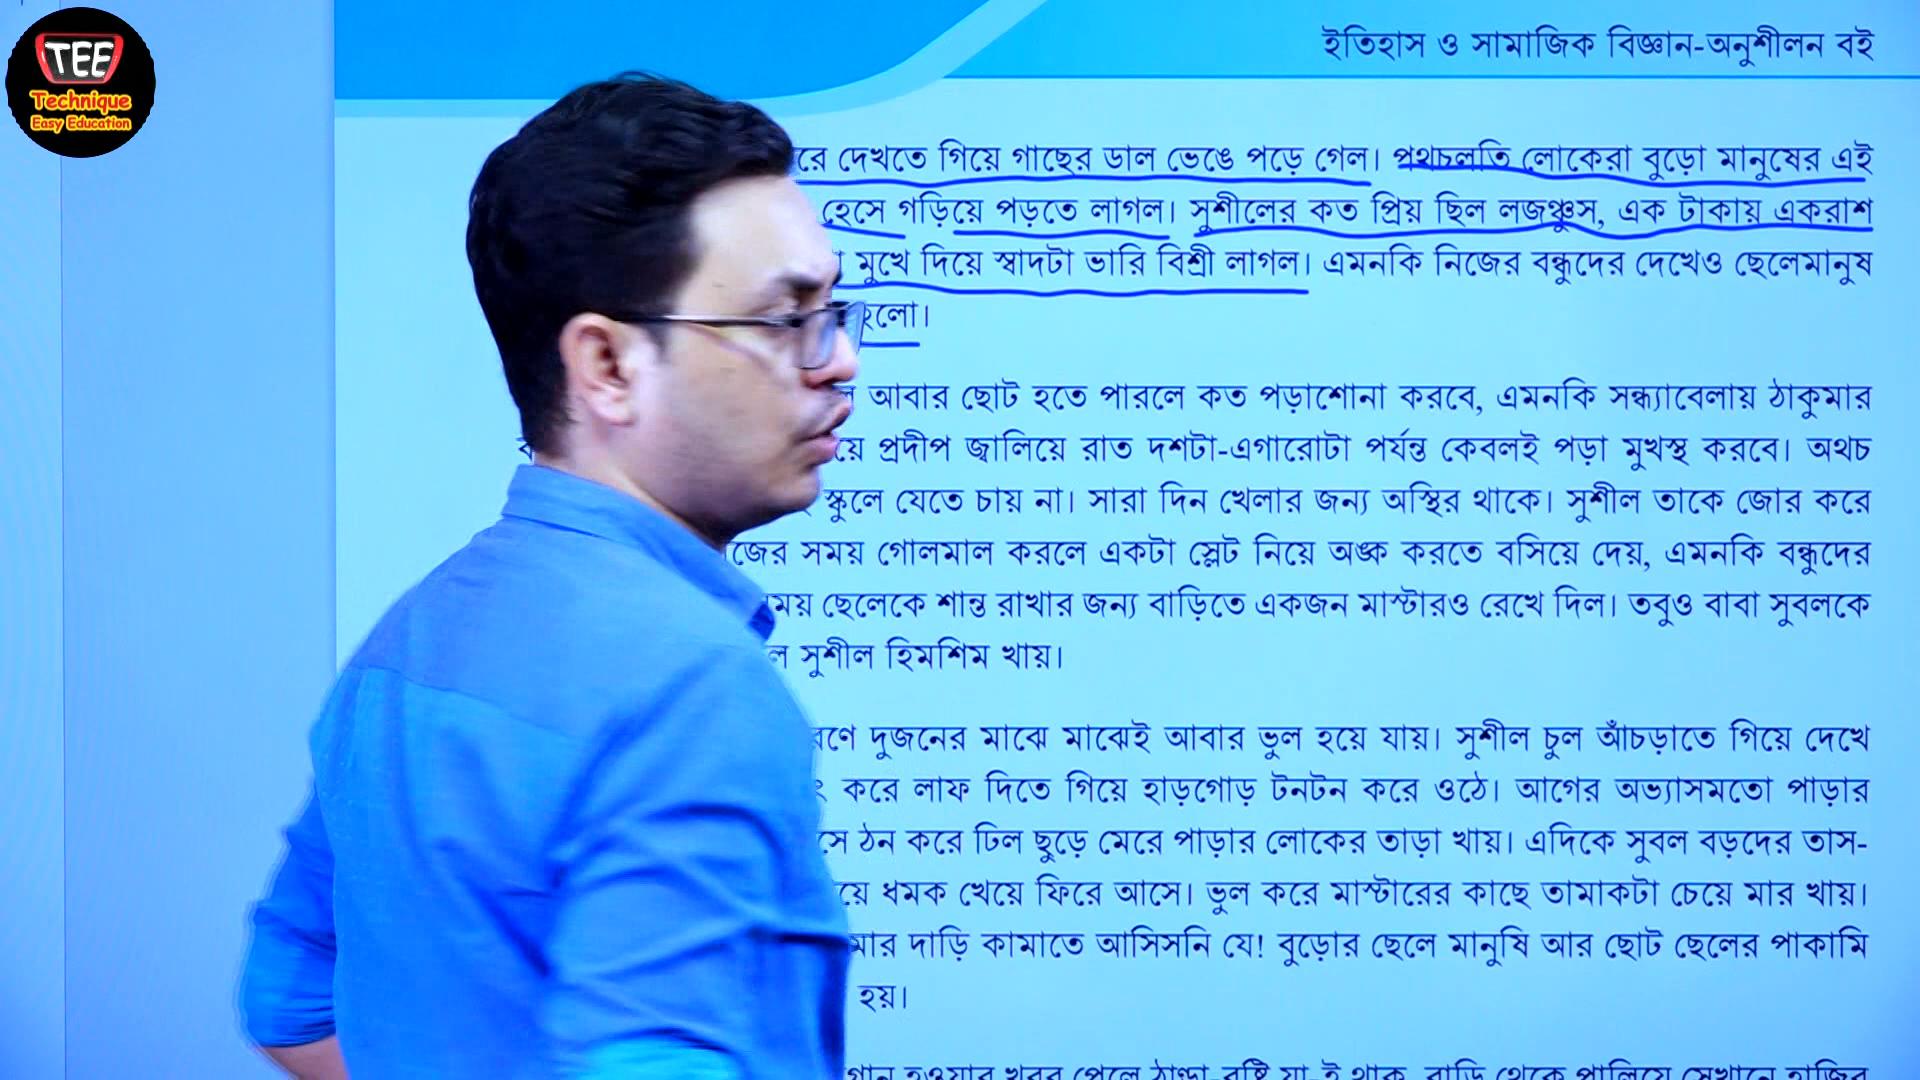 TEE
Technique
Easy Education
ইতিহাস ও সামাজিক বিজ্ঞান-অনুশীলন বই
দেখতে গিয়ে গাছের ডাল ভেঙে পড়ে গেল। পথচলতি লোকেরা বুড়ো মানুষের এই
হেসে গড়িয়ে পড়তে লাগল। সুশীলের কত প্রিয় ছিল লজঞ্চুস, এক টাকায় একরাশ
মুখে দিয়ে স্বাদটা ভারি বিশ্রী লাগল। এমনকি নিজের বন্ধুদের দেখেও ছেলেমানুষ
হলো।
আবার ছোট হতে পারলে কত পড়াশোনা করবে, এমনকি সন্ধ্যাবেলায় ঠাকুমার
প্রদীপ জ্বালিয়ে রাত দশটা-এগারোটা পর্যন্ত কেবলই পড়া মুখস্থ করবে। অথচ
স্কুলে যেতে চায় না। সারা দিন খেলার জন্য অস্থির থাকে। সুশীল তাকে জোর করে
সময় গোলমাল করলে একটা স্লেট নিয়ে অঙ্ক করতে বসিয়ে দেয়, এমনকি বন্ধুদের
ছেলেকে শান্ত রাখার জন্য বাড়িতে একজন মাস্টারও রেখে দিল। তবুও বাবা সুবলকে
সুশীল হিমশিম খায়।
দুজনের মাঝে মাঝেই আবার ভুল হয়ে যায়। সুশীল চুল আঁচড়াতে গিয়ে দেখে
করে লাফ দিতে গিয়ে হাড়গোড় টনটন করে ওঠে। আগের অভ্যাসমতো পাড়ার
ঠন করে ঢিল ছুড়ে মেরে পাড়ার লোকের তাড়া খায়। এদিকে সুবল বড়দের তাস-
ধমক খেয়ে ফিরে আসে। ভুল করে মাস্টারের কাছে তামাকটা চেয়ে মার খায়।
আর দাড়ি কামাতে আসিসনি যে! বুড়োর ছেলে মানুষি আর ছোট ছেলের পাকামি
হয়।
গান হওয়ার খবর পেলে ঠান্ডা-বৃষ্টি যা-ই থাক, বাড়ি থেকে পালিয়ে সেখানে হাজির